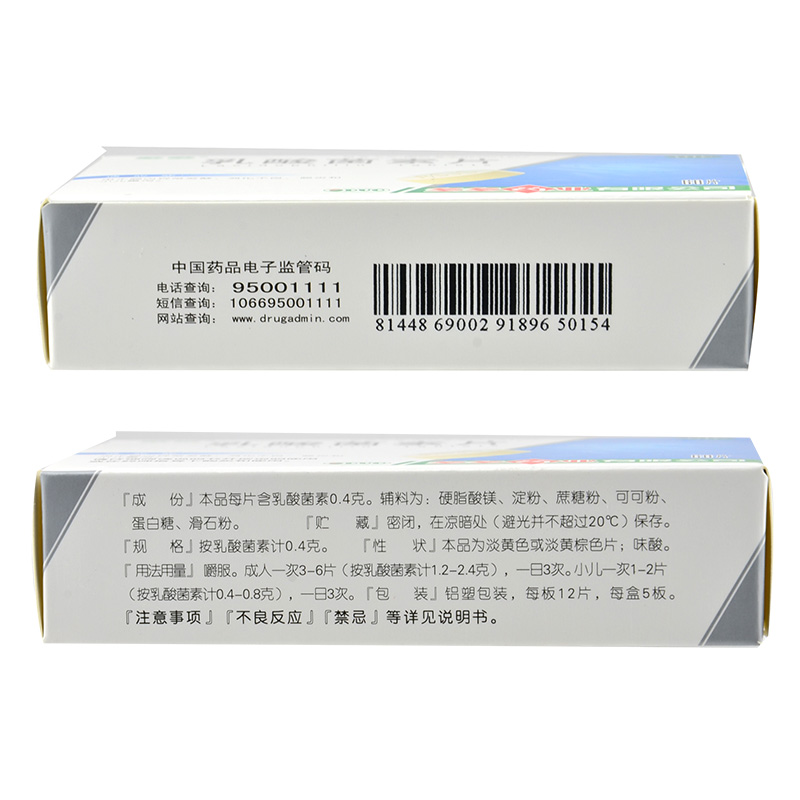 乳酸菌素片
中国药品电子监管码
电话查询：95001111
短信查询：106695001111
网站查询：www.drugadmin.com
81448 69002 91896 50154
乳酸菌素片
『成　份』本品每片含乳酸菌素0.4克。辅料为：硬脂酸镁、淀粉、蔗糖粉、可可粉、
蛋白糖、滑石粉。　『贮　藏』密闭，在凉暗处（避光并不超过20℃）保存。
『规　格』按乳酸菌素计0.4克。　『性　状』本品为淡黄色或淡黄棕色片；味酸。
『用法用量』嚼服。成人一次3-6片（按乳酸菌素计1.2-2.4克），一日3次。小儿一次1-2片
（按乳酸菌素计0.4-0.8克），一日3次。『包　装』铝塑包装，每板12片，每盒5板。
『注意事项』『不良反应』『禁忌』等详见说明书。